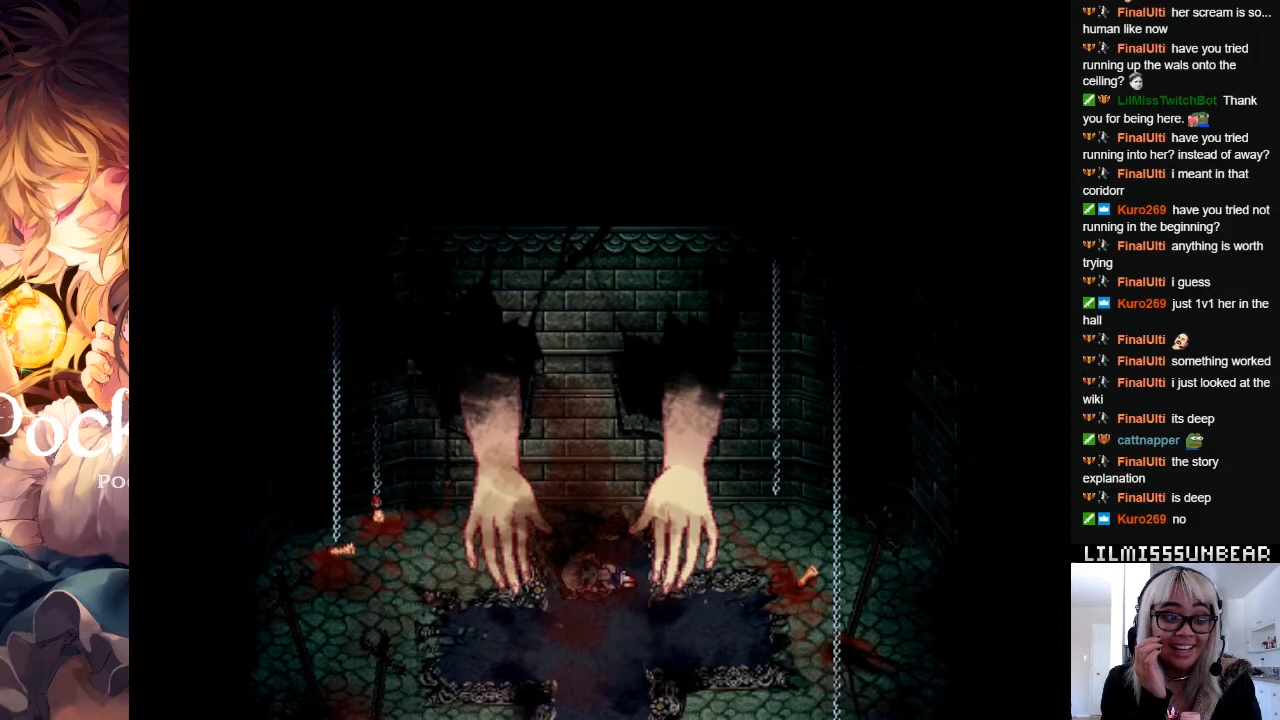 FinalUlti her scream is so...
human like now
FinalUlti have you tried
running up the wals onto the
ceiling?
LilMissTwitchBot Thank
you for being here.
FinalUlti have you tried
running into her? instead of away?
FinalUlti i meant in that
coridorr
Kuro269 have you tried not
running in the beginning?
FinalUlti anything is worth
trying
FinalUlti i guess
Kuro269 just 1v1 her in the
hall
FinalUlti
FinalUlti something worked
FinalUlti i just looked at the
wiki
FinalUlti its deep
cattnapper
FinalUlti the story
explanation
FinalUlti is deep
Kuro269 no
LILMISSSUNBEAR
Pock
Po